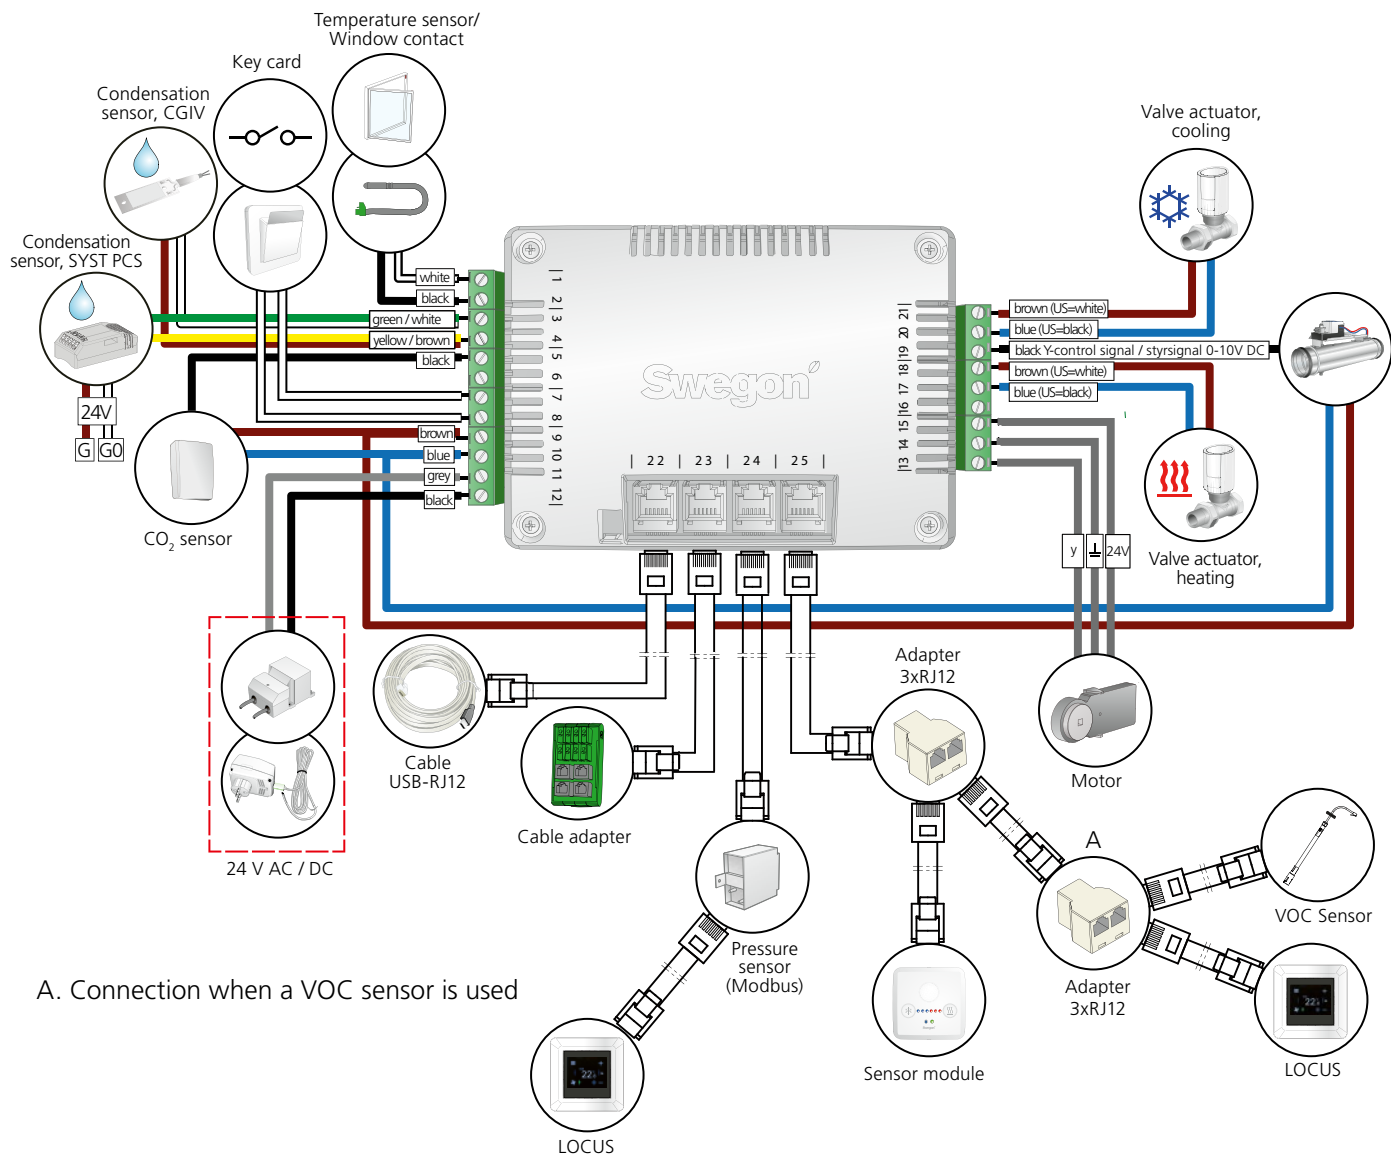 Temperature sensor/
Window contact
Key card
Condensation
sensor, CGIV
Condensation
sensor, SYST PCS
Valve actuator,
cooling
white
black
green / white
yellow / brown
black
brown
blue
grey
black
|1
2|
|3
4|
|5
6|
|7
8|
|9
10|
|11
12|
Swegon
21|
20
|19
18|
17
|16
15
14
|13
brown (US=white)
blue (US=black)
black Y-control signal / styrsignal 0-10V DC
brown (US=white)
blue (US=black)
24V
G G0
| 22 | 23 | 24 | 25 |
CO2 sensor
y
24V
Valve actuator,
heating
Adapter
3xRJ12
Cable
USB-RJ12
Motor
Cable adapter
24 V AC / DC
A
VOC Sensor
Pressure
sensor
(Modbus)
Adapter
3xRJ12
A. Connection when a VOC sensor is used
22
Sensor module
LOCUS
22
LOCUS